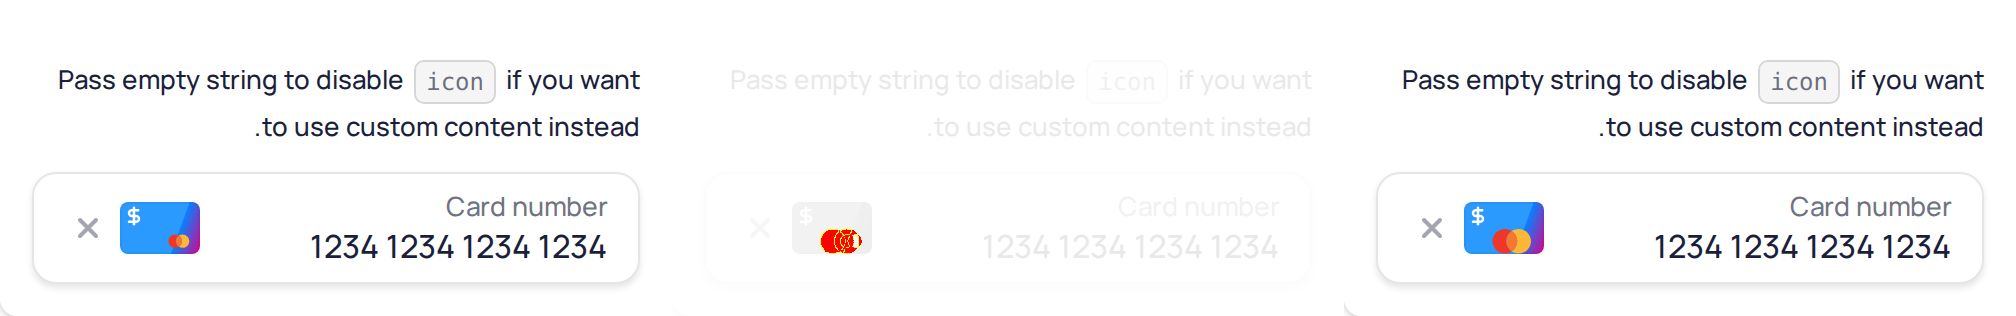 Pass empty string to disable icon if you want
.to use custom content instead
$
Card number
1234 1234 1234 1234
Pass empty string to disable icon if you want
.to use custom content instead
$
Card number
1234 1234 1234 1234
Pass empty string to disable icon if you want
.to use custom content instead
$
Card number
1234 1234 1234 1234